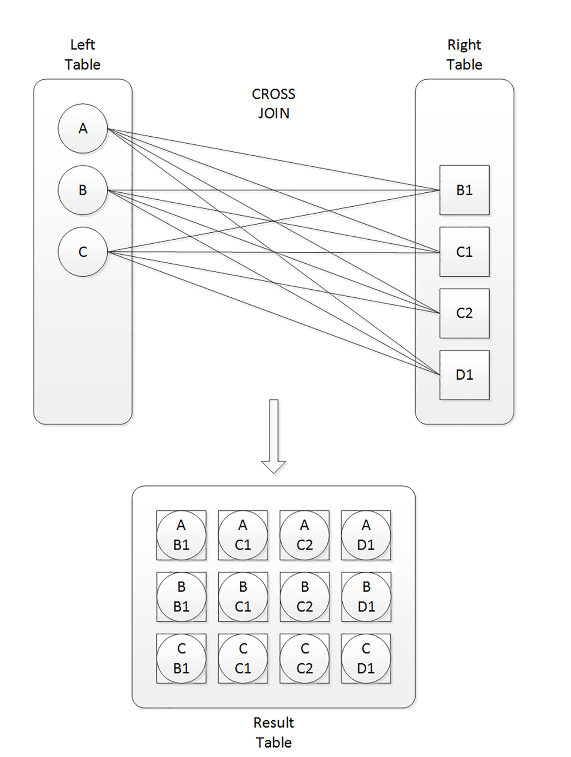 Left
Table
Right
Table
CROSS
JOIN
A
B
C
B1
C1
C2
D1
A
B1
A
C1
A
C2
A
D1
B
B1
B
C1
B
C2
B
D1
C
B1
C
C1
C
C2
C
D1
Result
Table